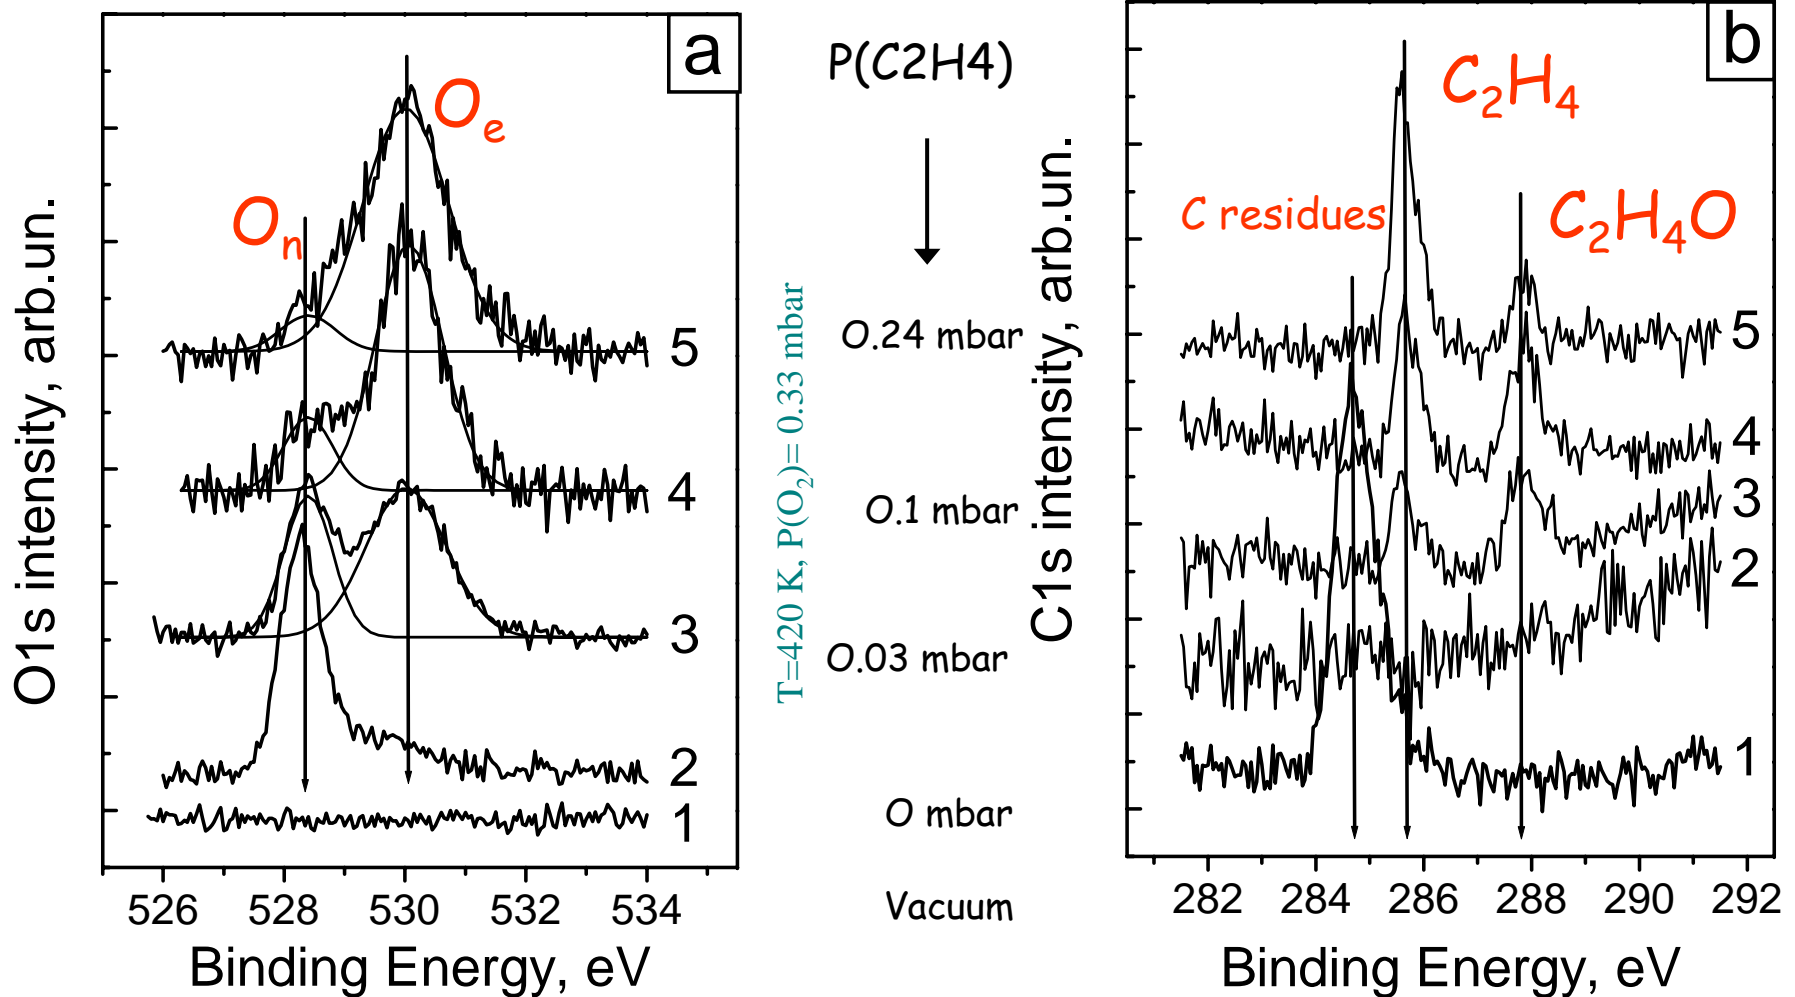 a
O1s intensity, arb.un.
Oₑ
Oₙ
5
4
3
2
1
526 528 530 532 534
Binding Energy, eV
P(C2H4)
T=420 K, P(O₂)= 0.33 mbar
0.24 mbar
0.1 mbar
0.03 mbar
0 mbar
Vacuum
b
C1s intensity, arb.un.
C₂H₄
C residues
C₂H₄O
5
4
3
2
1
282 284 286 288 290 292
Binding Energy, eV